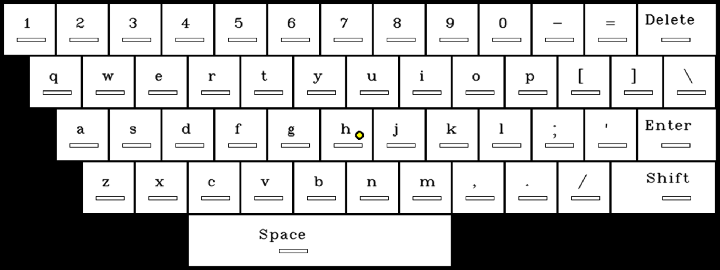 1 2 3 4 5 6 7 8 9 0 - = Delete
q w e r t y u i o p [ ] \
a s d f g h j k l ; ' Enter
z x c v b n m , . / Shift
Space